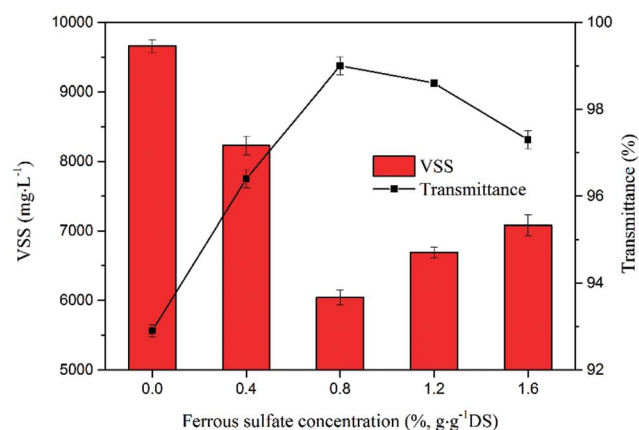 10000
9000
8000
7000
6000
5000
VSS (mg·L⁻¹)
100
98
96
94
92
Transmittance (%)
VSS
Transmittance
0.0 0.4 0.8 1.2 1.6
Ferrous sulfate concentration (%, g·g⁻¹DS)